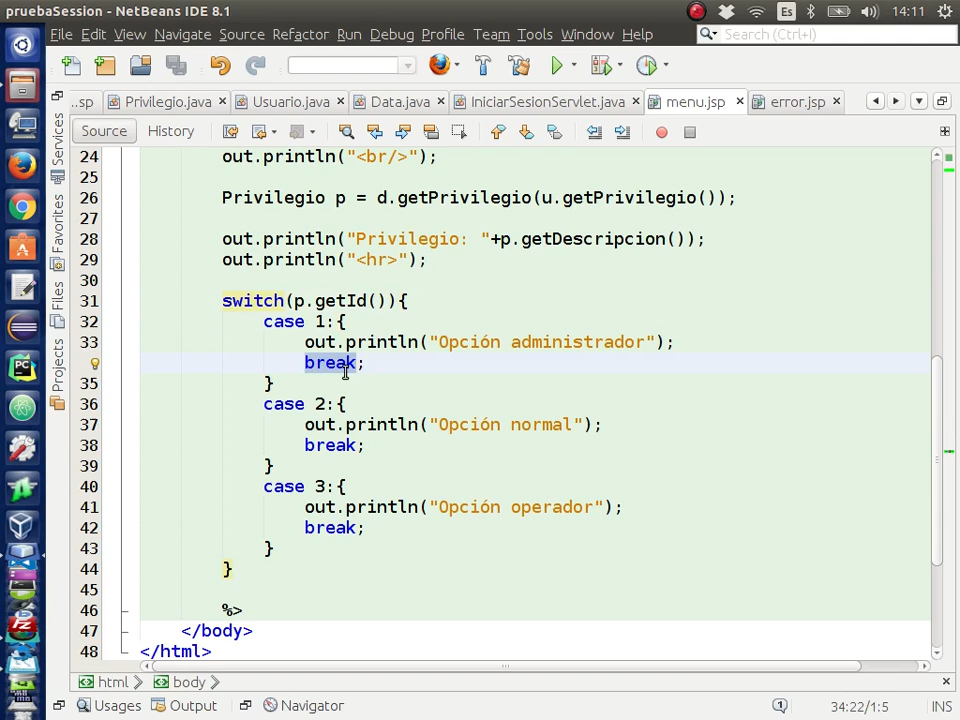 pruebaSession - NetBeans IDE 8.1
Es
14:11
File Edit View Navigate Source Refactor Run Debug Profile Team Tools Window Help
Search (Ctrl+I)
...sp Privilegio.java Usuario.java Data.java IniciarSesionServlet.java menu.jsp error.jsp
Source History
Services
Favorites
Files
Projects
24 out.println("<br/>");
25
26 Privilegio p = d.getPrivilegio(u.getPrivilegio());
27
28 out.println("Privilegio: "+p.getDescripcion());
29 out.println("<hr>");
30
31 switch(p.getId()){
32 case 1:{
33 out.println("Opción administrador");
break;
35 }
36 case 2:{
37 out.println("Opción normal");
38 break;
39 }
40 case 3:{
41 out.println("Opción operador");
42 break;
43 }
44 }
45
46 %>
47 </body>
48 </html>
html body
Usages Output Navigator
1
34:22/1:5 INS